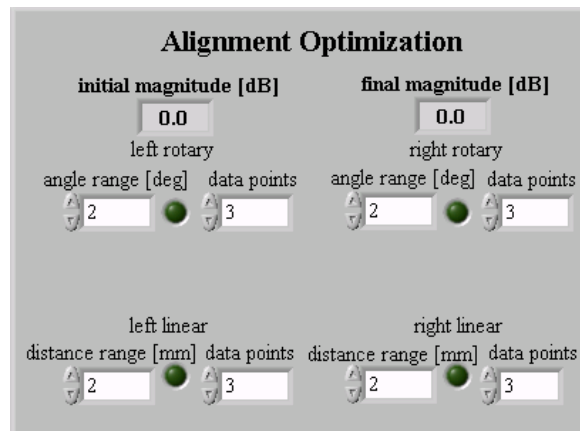 Alignment Optimization
initial magnitude [dB] final magnitude [dB]
0.0 0.0
left rotary right rotary
angle range [deg] data points angle range [deg] data points
2 3 2 3
left linear right linear
distance range [mm] data points distance range [mm] data points
2 3 2 3